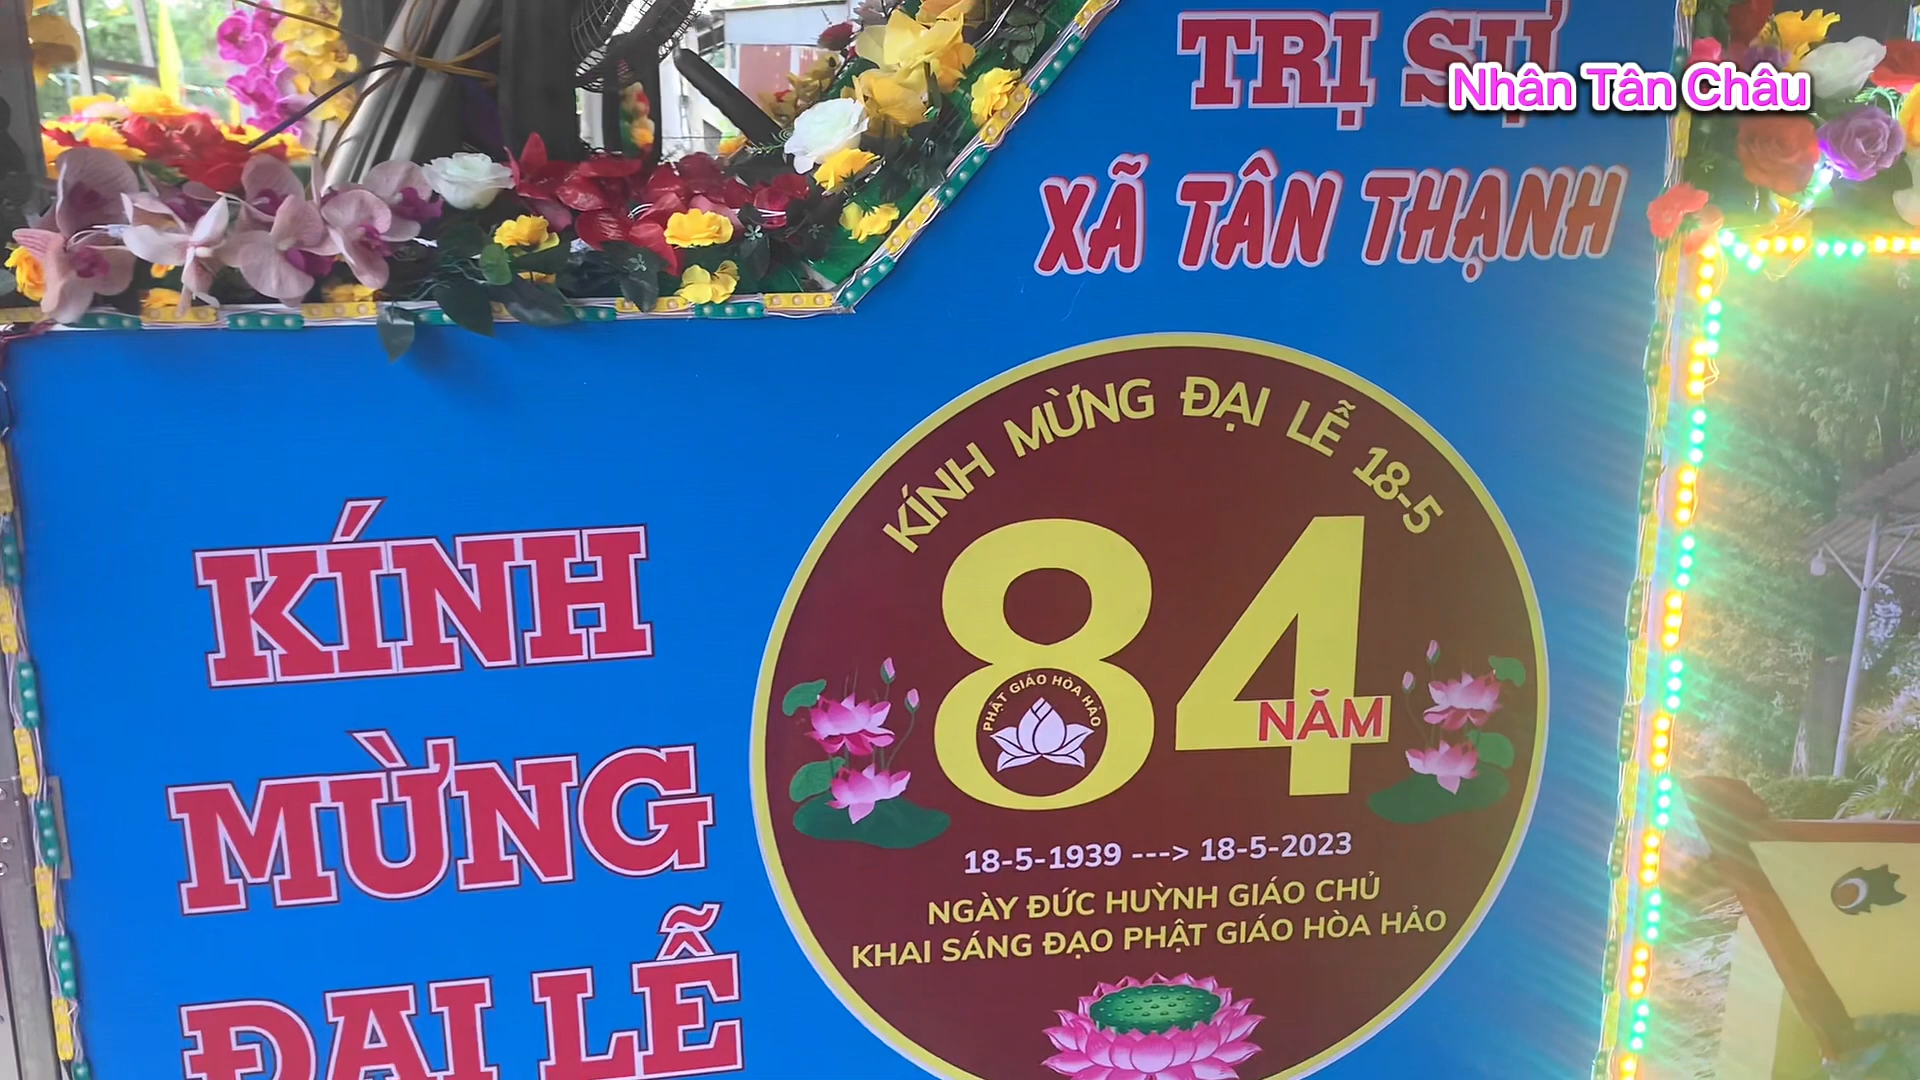 TRỊ SỰ
Nhân Tân Châu
XÃ TÂN THẠNH
KÍNH
MỪNG
ĐẠI LỄ
KÍNH MỪNG ĐẠI LỄ 18-5
84
NĂM
PHẬT GIÁO HÒA HẢO
18-5-1939 ---> 18-5-2023
NGÀY ĐỨC HUỲNH GIÁO CHỦ
KHAI SÁNG ĐẠO PHẬT GIÁO HÒA HẢO